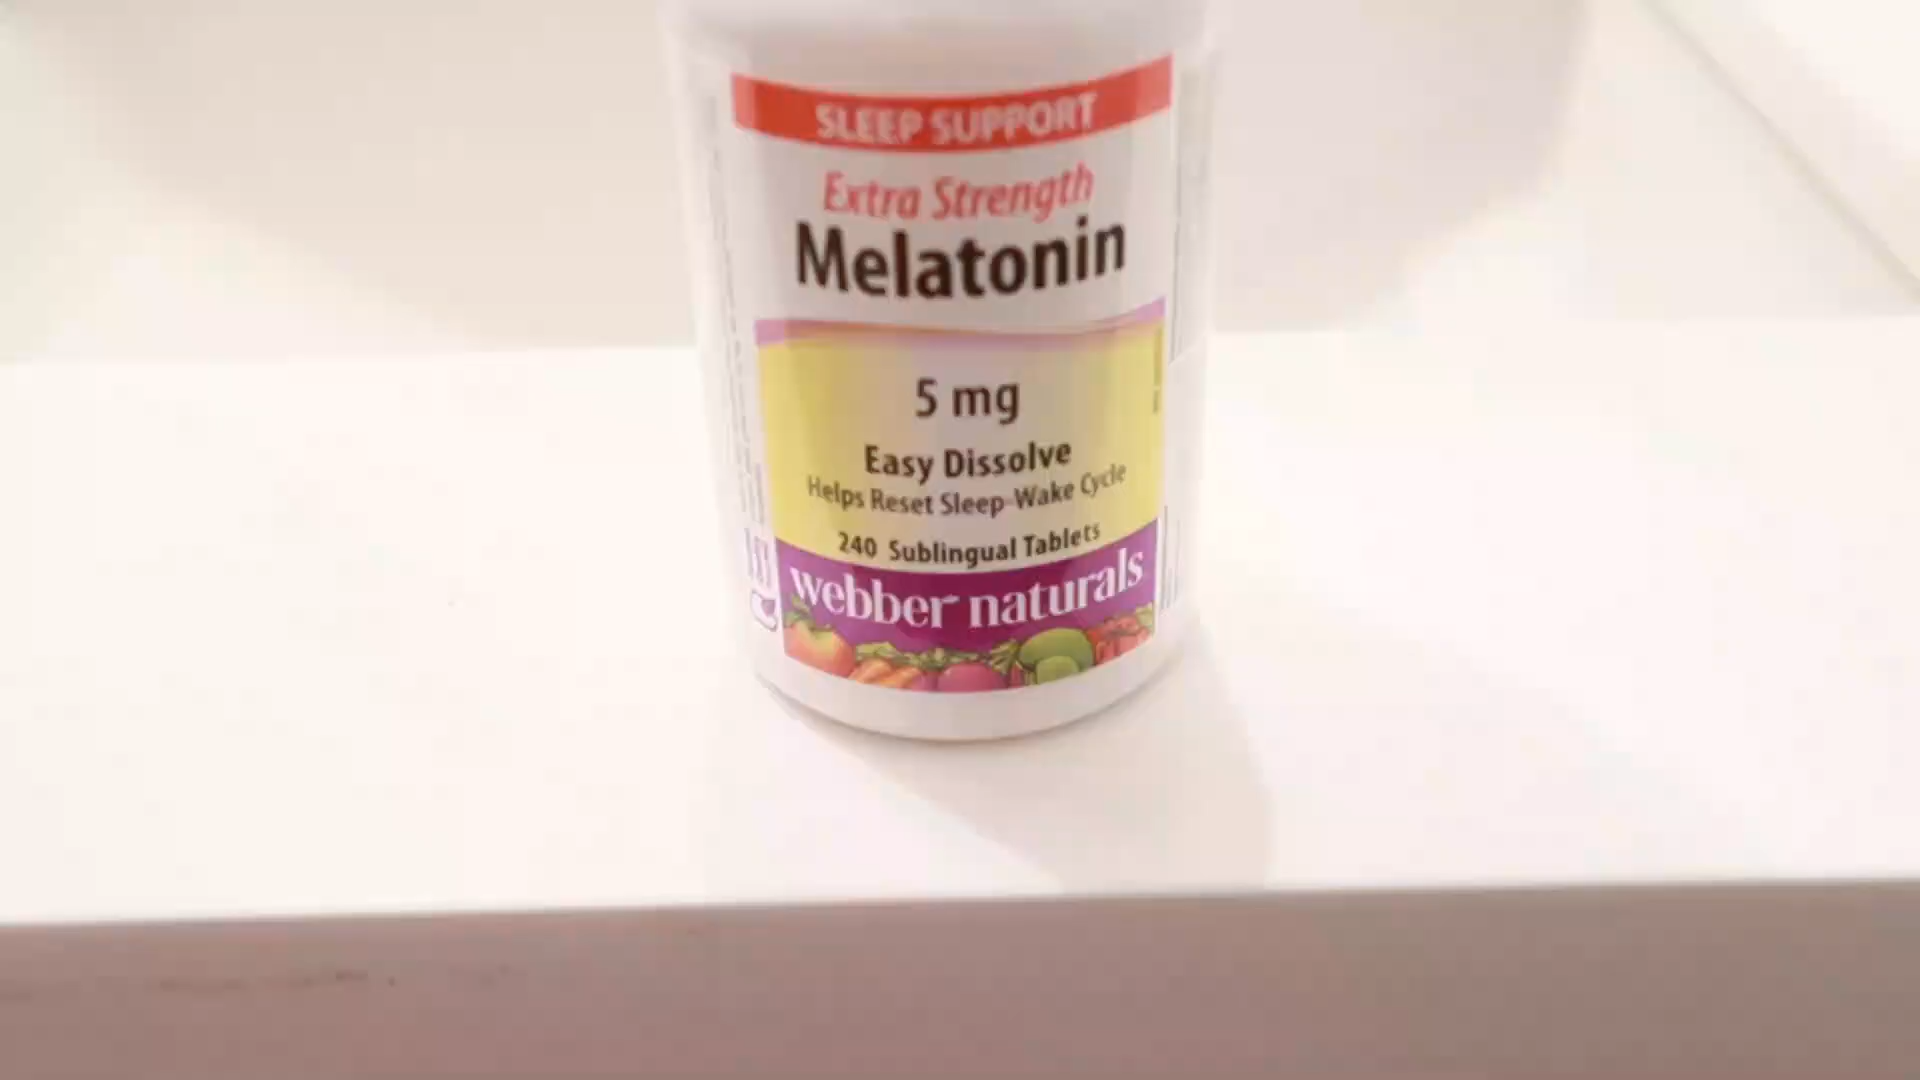 SLEEP SUPPORT
Extra Strength
Melatonin
5 mg
Easy Dissolve
Helps Reset Sleep-Wake Cycle
240 Sublingual Tablets
webber naturals